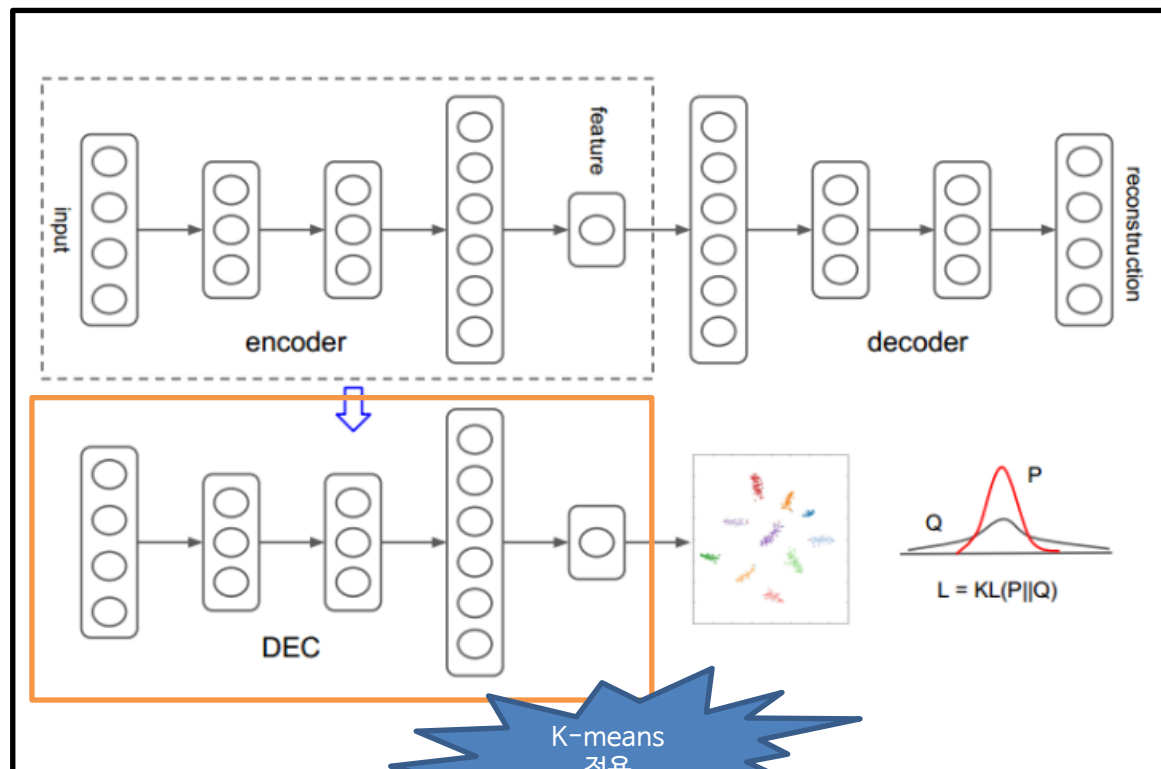 input
feature
reconstruction
encoder
decoder
DEC
P
Q
L = KL(P||Q)
K-means